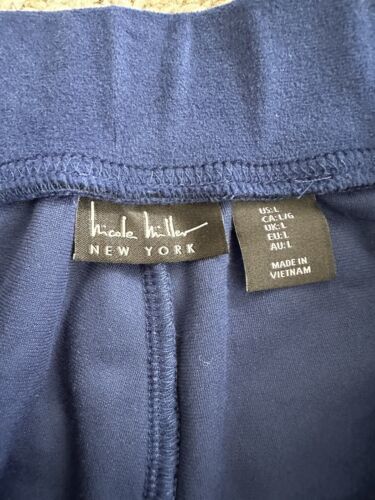 nicole miller
NEW YORK
US:L
CA:L/G
UK:L
EU:L
AU:L
MADE IN
VIETNAM